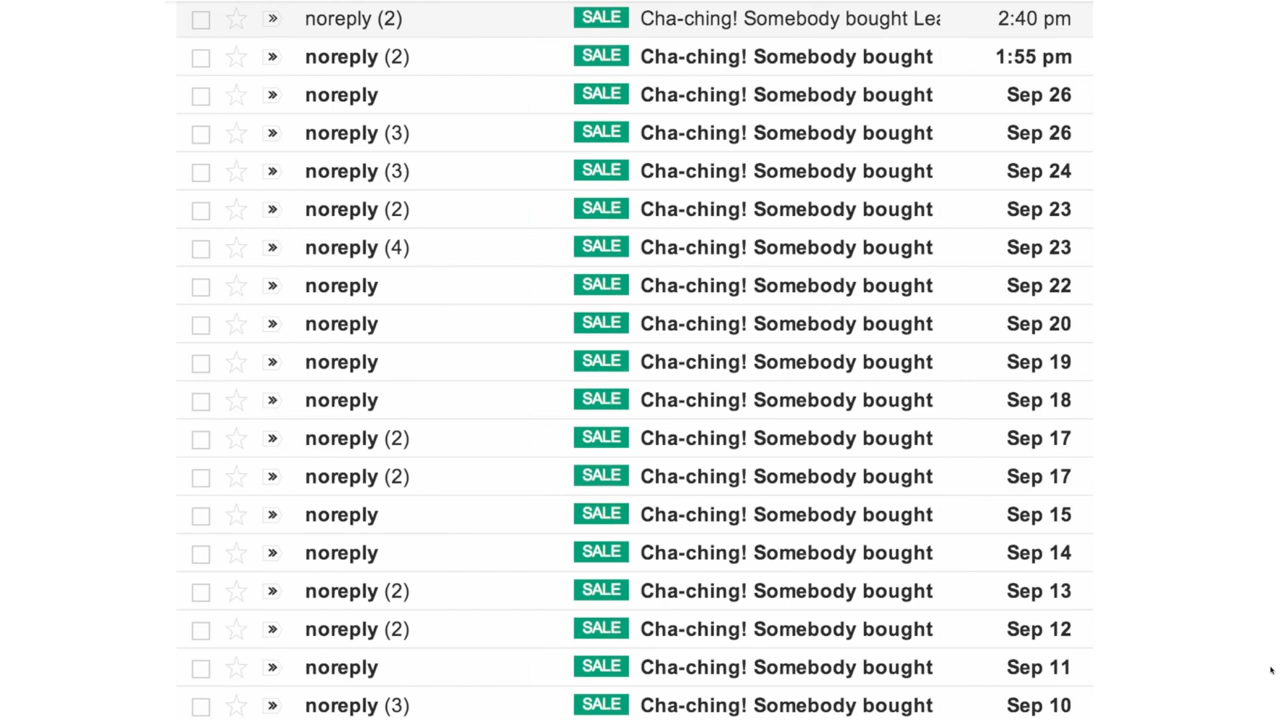 noreply (2) SALE Cha-ching! Somebody bought Lea 2:40 pm
noreply (2) SALE Cha-ching! Somebody bought 1:55 pm
noreply SALE Cha-ching! Somebody bought Sep 26
noreply (3) SALE Cha-ching! Somebody bought Sep 26
noreply (3) SALE Cha-ching! Somebody bought Sep 24
noreply (2) SALE Cha-ching! Somebody bought Sep 23
noreply (4) SALE Cha-ching! Somebody bought Sep 23
noreply SALE Cha-ching! Somebody bought Sep 22
noreply SALE Cha-ching! Somebody bought Sep 20
noreply SALE Cha-ching! Somebody bought Sep 19
noreply SALE Cha-ching! Somebody bought Sep 18
noreply (2) SALE Cha-ching! Somebody bought Sep 17
noreply (2) SALE Cha-ching! Somebody bought Sep 17
noreply SALE Cha-ching! Somebody bought Sep 15
noreply SALE Cha-ching! Somebody bought Sep 14
noreply (2) SALE Cha-ching! Somebody bought Sep 13
noreply (2) SALE Cha-ching! Somebody bought Sep 12
noreply SALE Cha-ching! Somebody bought Sep 11
noreply (3) SALE Cha-ching! Somebody bought Sep 10